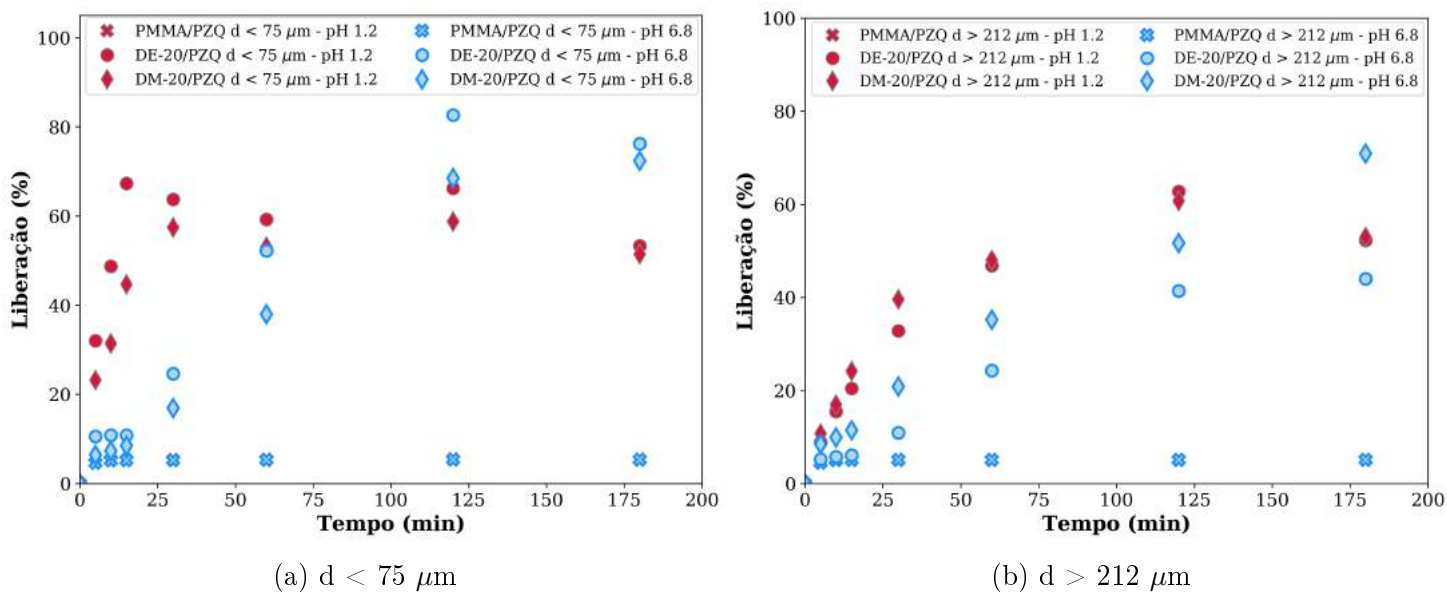 PMMA/PZQ d < 75 μm - pH 1.2
DE-20/PZQ d < 75 μm - pH 1.2
DM-20/PZQ d < 75 μm - pH 1.2
PMMA/PZQ d < 75 μm - pH 6.8
DE-20/PZQ d < 75 μm - pH 6.8
DM-20/PZQ d < 75 μm - pH 6.8
100
80
60
40
20
0
Liberação (%)
0 25 50 75 100 125 150 175 200
Tempo (min)
(a) d < 75 μm
PMMA/PZQ d > 212 μm - pH 1.2
DE-20/PZQ d > 212 μm - pH 1.2
DM-20/PZQ d > 212 μm - pH 1.2
PMMA/PZQ d > 212 μm - pH 6.8
DE-20/PZQ d > 212 μm - pH 6.8
DM-20/PZQ d > 212 μm - pH 6.8
100
80
60
40
20
0
Liberação (%)
0 25 50 75 100 125 150 175 200
Tempo (min)
(b) d > 212 μm